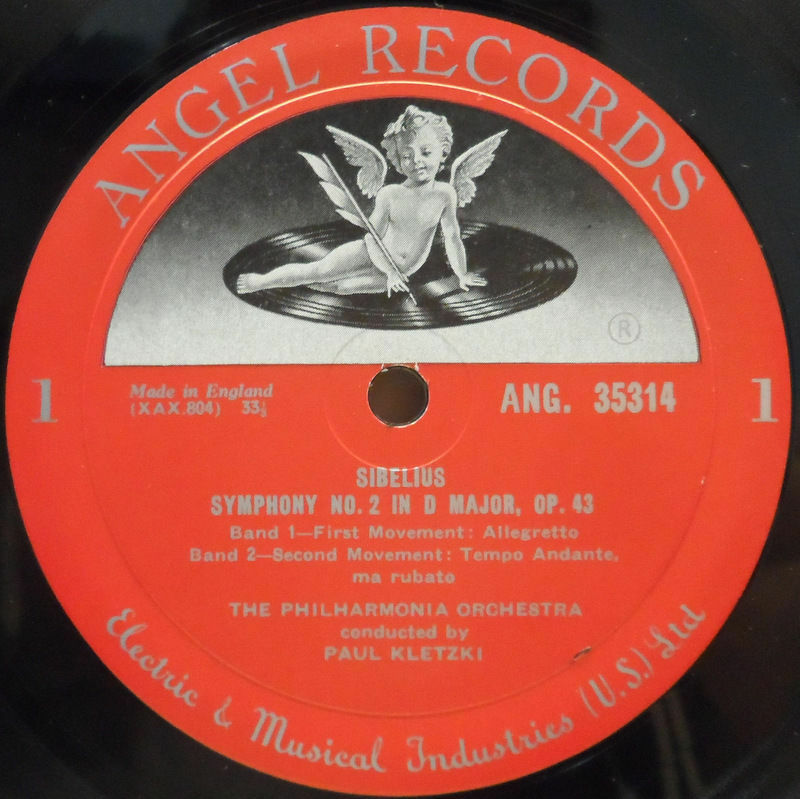 ANGEL RECORDS
®
1
1
Made in England
(XAX.804) 33⅓
ANG. 35314
SIBELIUS
SYMPHONY NO. 2 IN D MAJOR, OP. 43
Band 1—First Movement: Allegretto
Band 2—Second Movement: Tempo Andante,
ma rubato
THE PHILHARMONIA ORCHESTRA
conducted by
PAUL KLETZKI
Electric & Musical Industries (U.S.) Ltd